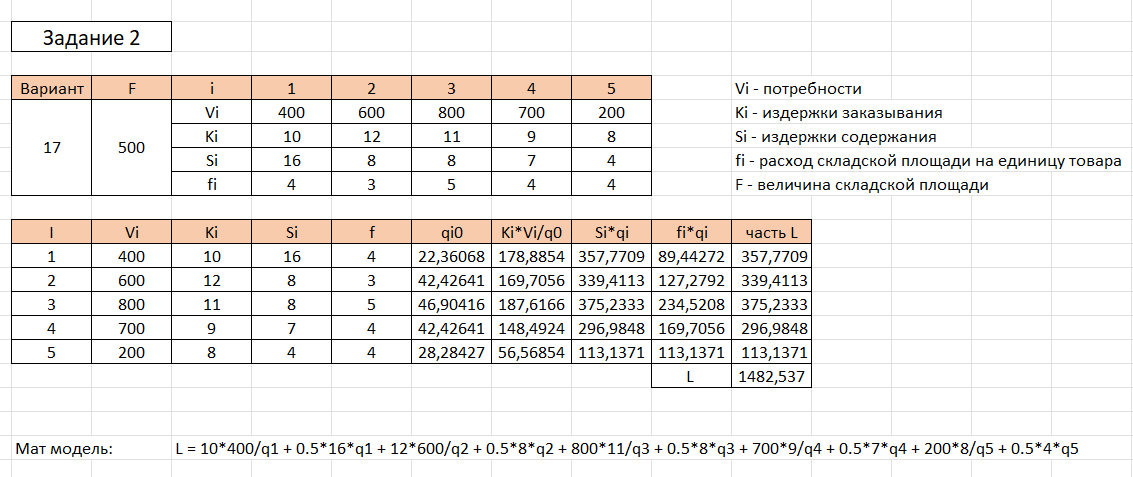 Задание 2
Вариант F i 1 2 3 4 5 Vi - потребности
17 500 Vi 400 600 800 700 200 Ki - издержки заказывания
Ki 10 12 11 9 8 Si - издержки содержания
Si 16 8 8 7 4 fi - расход складской площади на единицу товара
fi 4 3 5 4 4 F - величина складской площади
I Vi Ki Si f qi0 Ki*Vi/q0 Si*qi fi*qi часть L
1 400 10 16 4 22,36068 178,8854 357,7709 89,44272 357,7709
2 600 12 8 3 42,42641 169,7056 339,4113 127,2792 339,4113
3 800 11 8 5 46,90416 187,6166 375,2333 234,5208 375,2333
4 700 9 7 4 42,42641 148,4924 296,9848 169,7056 296,9848
5 200 8 4 4 28,28427 56,56854 113,1371 113,1371 113,1371
L 1482,537
Мат модель: L = 10*400/q1 + 0.5*16*q1 + 12*600/q2 + 0.5*8*q2 + 800*11/q3 + 0.5*8*q3 + 700*9/q4 + 0.5*7*q4 + 200*8/q5 + 0.5*4*q5